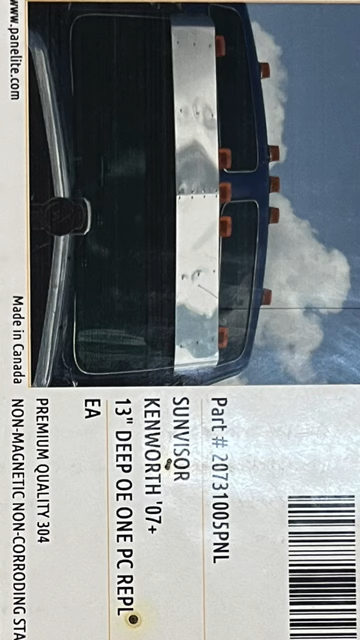 Part # 20731005PNL
SUNVISOR
KENWORTH '07+
13" DEEP OE ONE PC REPL
EA
PREMIUM QUALITY 304
NON-MAGNETIC NON-CORRODING STA
www.panelite.com
Made in Canada